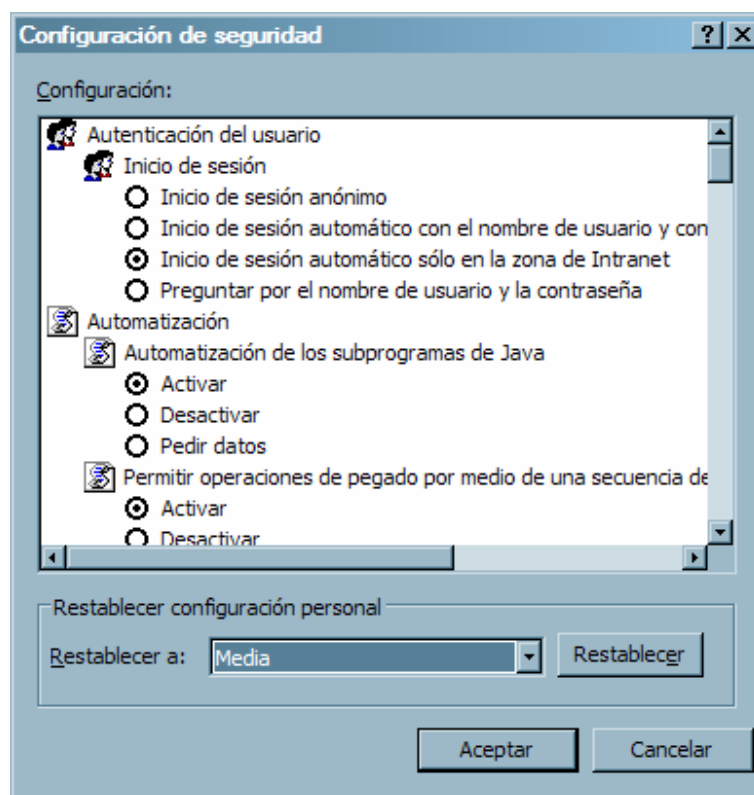 Configuración de seguridad
Configuración:
Autenticación del usuario
Inicio de sesión
Inicio de sesión anónimo
Inicio de sesión automático con el nombre de usuario y con
Inicio de sesión automático sólo en la zona de Intranet
Preguntar por el nombre de usuario y la contraseña
Automatización
Automatización de los subprogramas de Java
Activar
Desactivar
Pedir datos
Permitir operaciones de pegado por medio de una secuencia de
Activar
Desactivar
Restablecer configuración personal
Restablecer a: Media Restablecer
Aceptar Cancelar